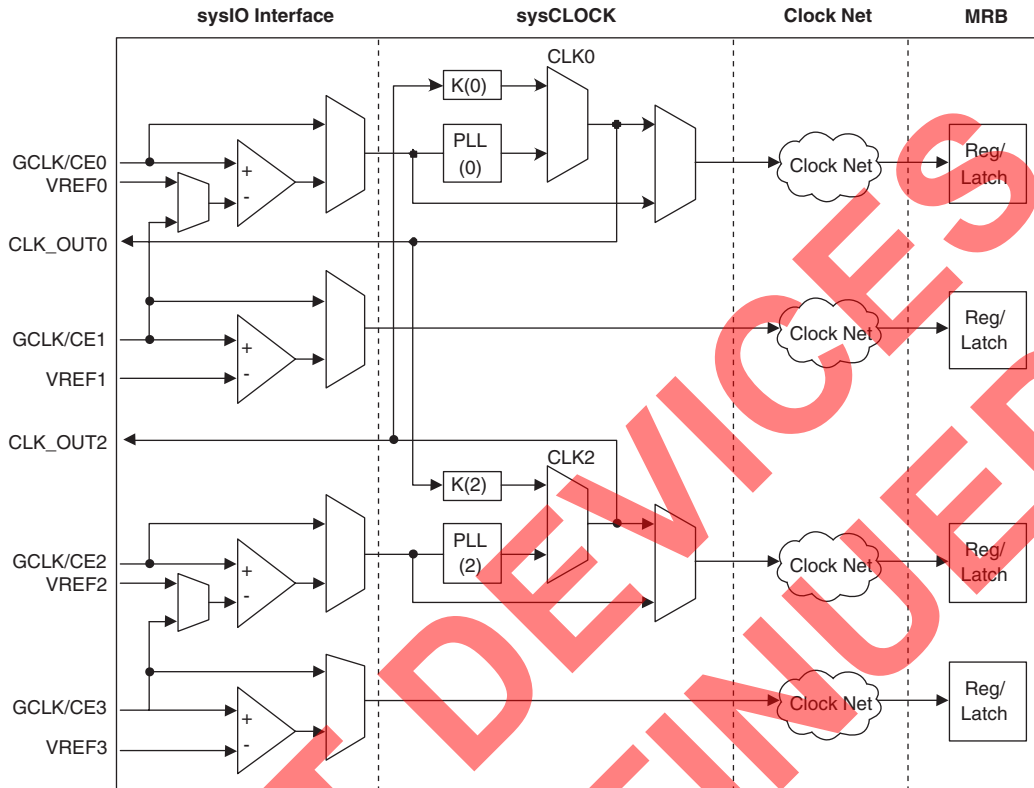 sysIO Interface sysCLOCK Clock Net MRB
CLK0
K(0)
GCLK/CE0
+
-
PLL
(0)
Clock Net
Reg/
Latch
VREF0
CLK_OUT0
GCLK/CE1
+
-
Clock Net
Reg/
Latch
VREF1
CLK_OUT2
CLK2
K(2)
GCLK/CE2
+
-
PLL
(2)
Clock Net
Reg/
Latch
VREF2
GCLK/CE3
+
-
Clock Net
Reg/
Latch
VREF3
DEVICES